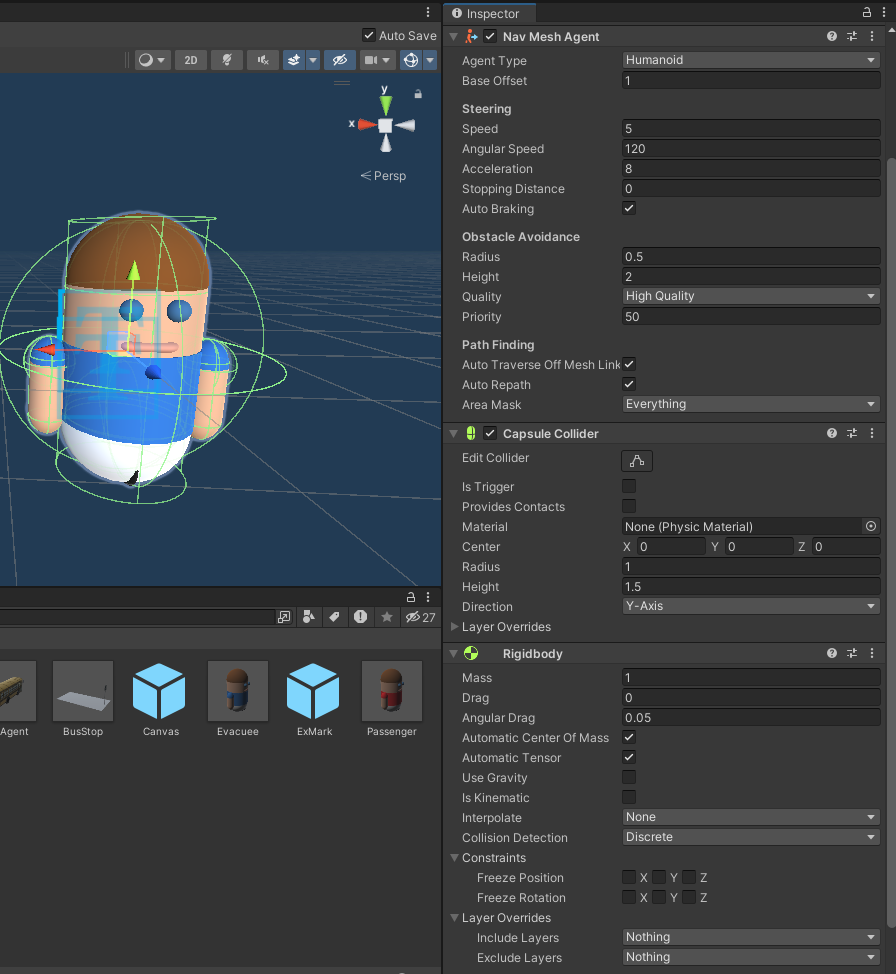 Inspector
Auto Save
Nav Mesh Agent
2D
Agent Type Humanoid
Base Offset 1
y
x
Persp
Steering
Speed 5
Angular Speed 120
Acceleration 8
Stopping Distance 0
Auto Braking
Obstacle Avoidance
Radius 0.5
Height 2
Quality High Quality
Priority 50
Path Finding
Auto Traverse Off Mesh Link
Auto Repath
Area Mask Everything
Capsule Collider
Edit Collider
Is Trigger
Provides Contacts
Material None (Physic Material)
Center X 0 Y 0 Z 0
Radius 1
Height 1.5
Direction Y-Axis
Layer Overrides
27
Agent
BusStop
Canvas
Evacuee
ExMark
Passenger
Rigidbody
Mass 1
Drag 0
Angular Drag 0.05
Automatic Center Of Mass
Automatic Tensor
Use Gravity
Is Kinematic
Interpolate None
Collision Detection Discrete
Constraints
Freeze Position X Y Z
Freeze Rotation X Y Z
Layer Overrides
Include Layers Nothing
Exclude Layers Nothing